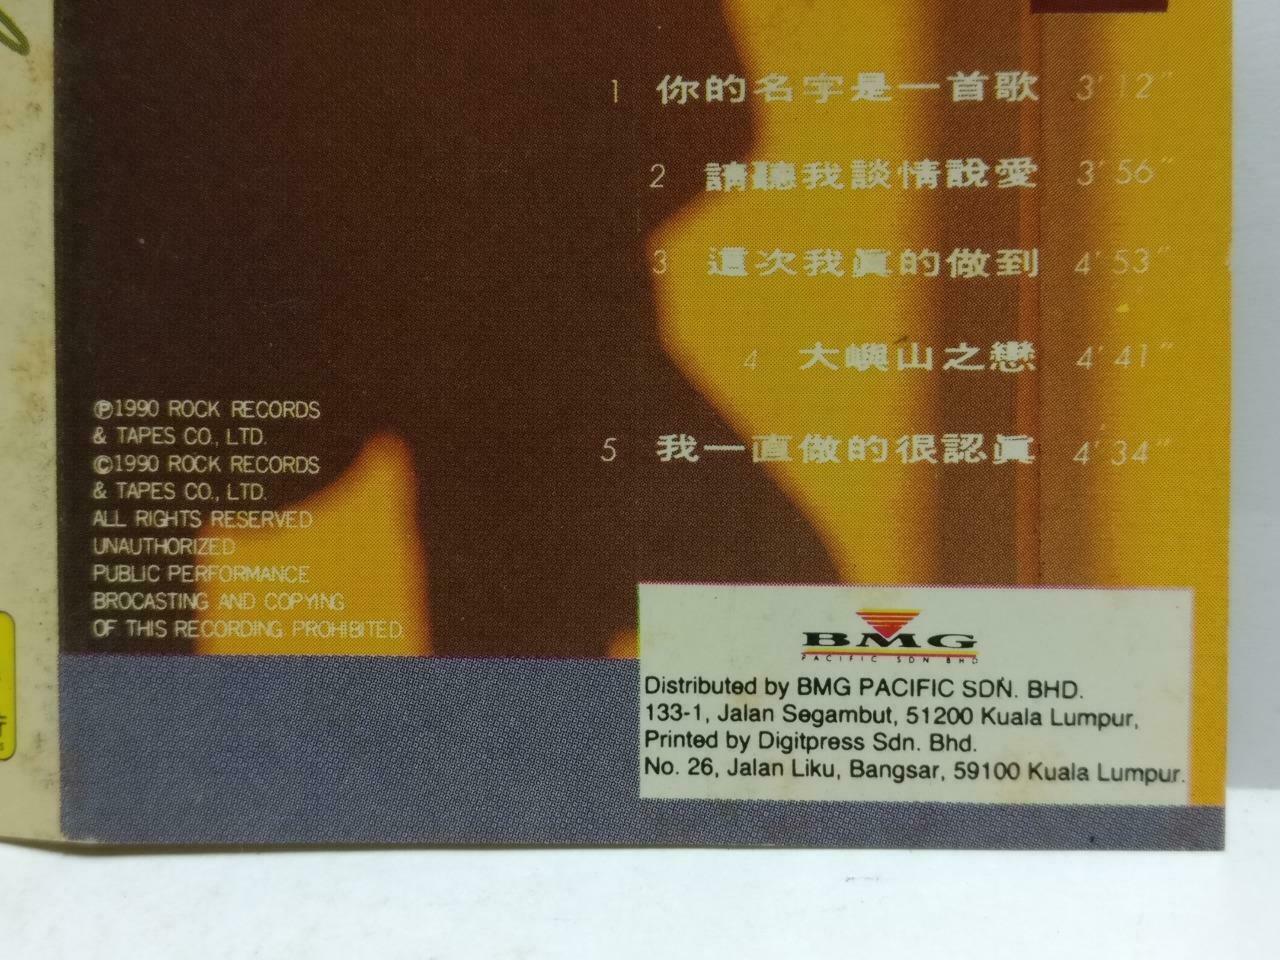 1 你的名字是一首歌 3'12"
2 請聽我談情說愛 3'56"
3 這次我真的做到 4'53"
4 大嶼山之戀 4'41"
5 我一直做的很認真 4'34"
Ⓟ1990 ROCK RECORDS
& TAPES CO., LTD.
©1990 ROCK RECORDS
& TAPES CO., LTD.
ALL RIGHTS RESERVED
UNAUTHORIZED
PUBLIC PERFORMANCE
BROCASTING AND COPYING
OF THIS RECORDING PROHIBITED.
BMG
PACIFIC SDN BHD
Distributed by BMG PACIFIC SDN. BHD.
133-1, Jalan Segambut, 51200 Kuala Lumpur,
Printed by Digitpress Sdn. Bhd.
No. 26, Jalan Liku, Bangsar, 59100 Kuala Lumpur.